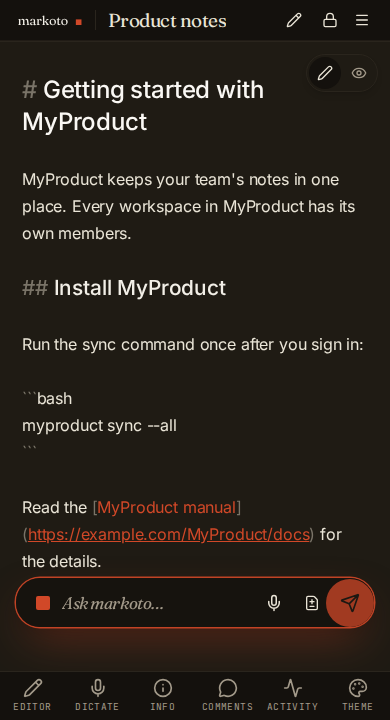 markoto
Product notes
# Getting started with
MyProduct
MyProduct keeps your team's notes in one
place. Every workspace in MyProduct has its
own members.
## Install MyProduct
Run the sync command once after you sign in:
```bash
myproduct sync --all
```
Read the [MyProduct manual]
(https://example.com/MyProduct/docs) for
the details.
Ask markoto...
EDITOR DICTATE INFO COMMENTS ACTIVITY THEME